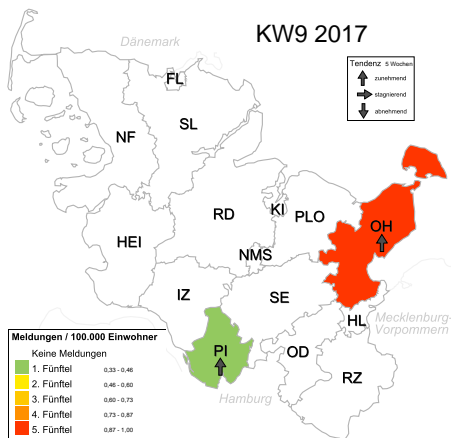 KW9 2017
Dänemark
Tendenz 5 Wochen
zunehmend
stagnierend
abnehmend
FL
SL
NF
RD
KI
PLO
OH
HEI
NMS
IZ
SE
HL
Mecklenburg-
Vorpommern
PI
OD
RZ
Hamburg
Meldungen / 100.000 Einwohner
Keine Meldungen
1. Fünftel 0,33 - 0,46
2. Fünftel 0,46 - 0,60
3. Fünftel 0,60 - 0,73
4. Fünftel 0,73 - 0,87
5. Fünftel 0,87 - 1,00